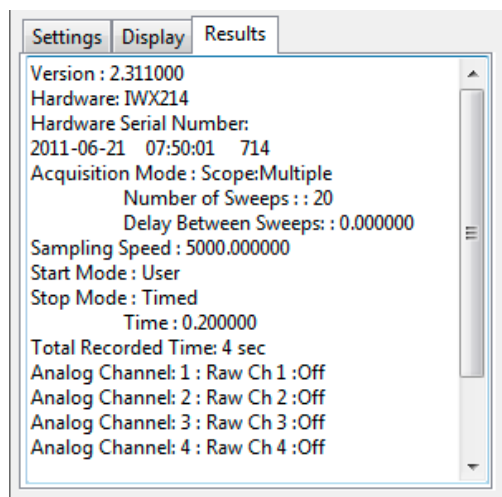 Settings Display Results
Version : 2.311000
Hardware: IWX214
Hardware Serial Number:
2011-06-21 07:50:01 714
Acquisition Mode : Scope:Multiple
Number of Sweeps : : 20
Delay Between Sweeps: : 0.000000
Sampling Speed : 5000.000000
Start Mode : User
Stop Mode : Timed
Time : 0.200000
Total Recorded Time: 4 sec
Analog Channel: 1 : Raw Ch 1 :Off
Analog Channel: 2 : Raw Ch 2 :Off
Analog Channel: 3 : Raw Ch 3 :Off
Analog Channel: 4 : Raw Ch 4 :Off